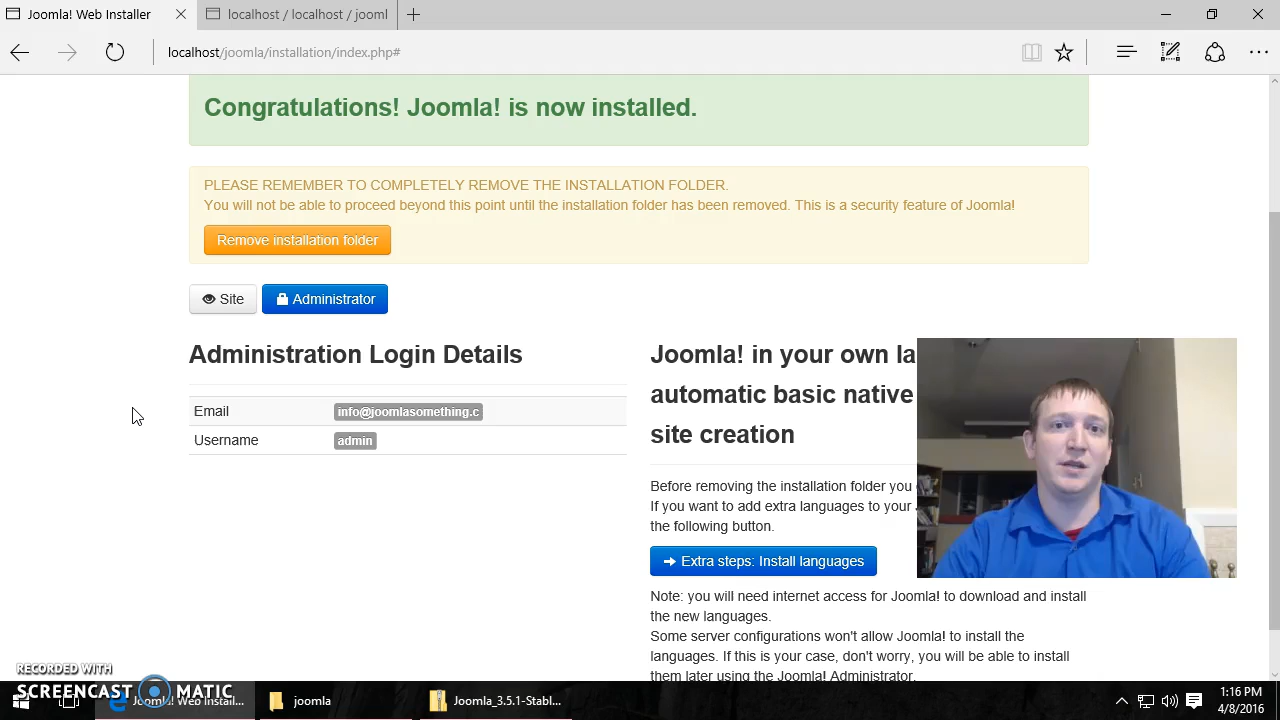 Joomla! Web Installer
localhost / localhost / jooml
localhost/joomla/installation/index.php#
Congratulations! Joomla! is now installed.
PLEASE REMEMBER TO COMPLETELY REMOVE THE INSTALLATION FOLDER.
You will not be able to proceed beyond this point until the installation folder has been removed. This is a security feature of Joomla!
Remove installation folder
Site
Administrator
Administration Login Details
Email info@joomlasomething.c
Username admin
Joomla! in your own la
automatic basic native
site creation
Before removing the installation folder you
If you want to add extra languages to your
the following button.
Extra steps: Install languages
Note: you will need internet access for Joomla! to download and install
the new languages.
Some server configurations won't allow Joomla! to install the
languages. If this is your case, don't worry, you will be able to install
them later using the Joomla! Administrator.
RECORDED WITH
SCREENCAST MATIC
Joomla! Web Install...
joomla
Joomla_3.5.1-Stabl...
1:16 PM
4/8/2016